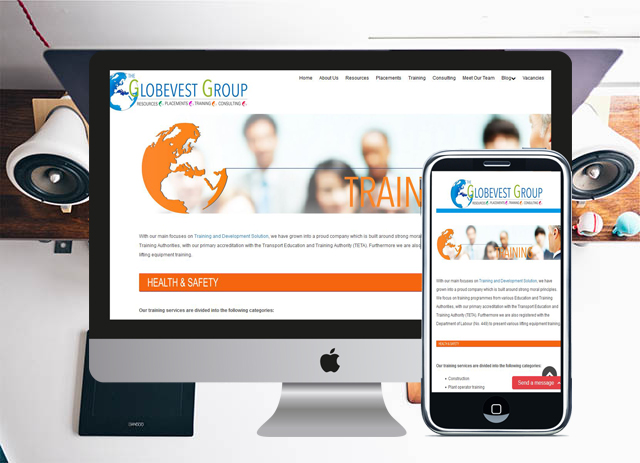 THE
GLOBEVEST GROUP
RESOURCES PLACEMENTS TRAINING CONSULTING
Home About Us Resources Placements Training Consulting Meet Our Team Blog Vacancies
TRAIN
With our main focuses on Training and Development Solution, we have grown into a proud company which is built around strong moral
Training Authorities, with our primary accreditation with the Transport Education and Training Authority (TETA). Furthermore we are also
lifting equipment training.
HEALTH & SAFETY
Our training services are divided into the following categories:
THE
GLOBEVEST GROUP
RESOURCES PLACEMENTS TRAINING CONSULTING
TRAINING
With our main focuses on Training and Development Solution, we have
grown into a proud company which is built around strong moral principles.
We focus on training programmes from various Education and Training
Authorities, with our primary accreditation with the Transport Education and
Training Authority (TETA). Furthermore we are also registered with the
Department of Labour
to present various lifting equipment training.
HEALTH & SAFETY
Our training services are divided into the following categories:
Construction
Plant operator training
Send a message